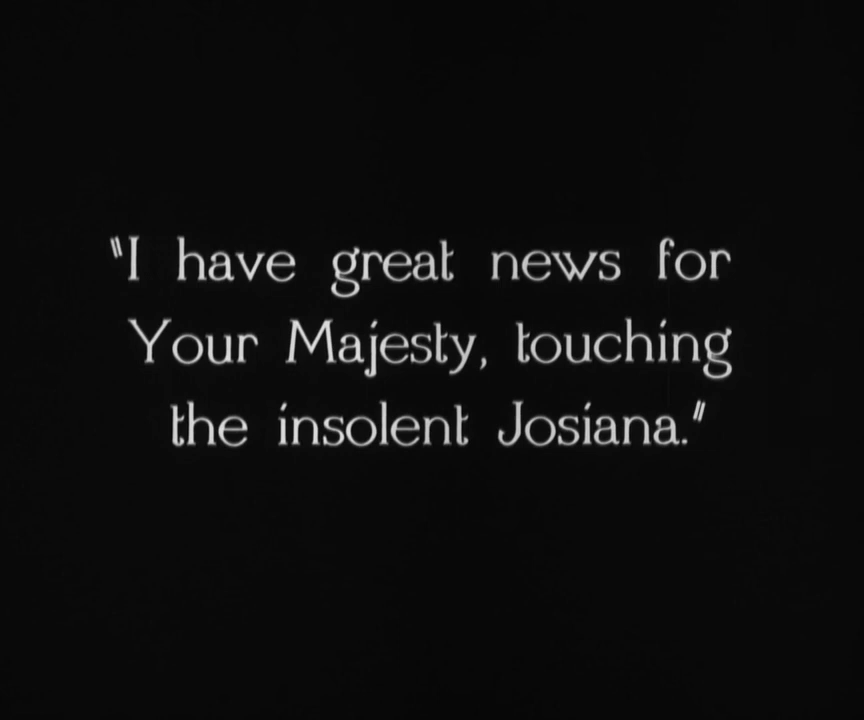 "I have great news for
Your Majesty, touching
the insolent Josiana."